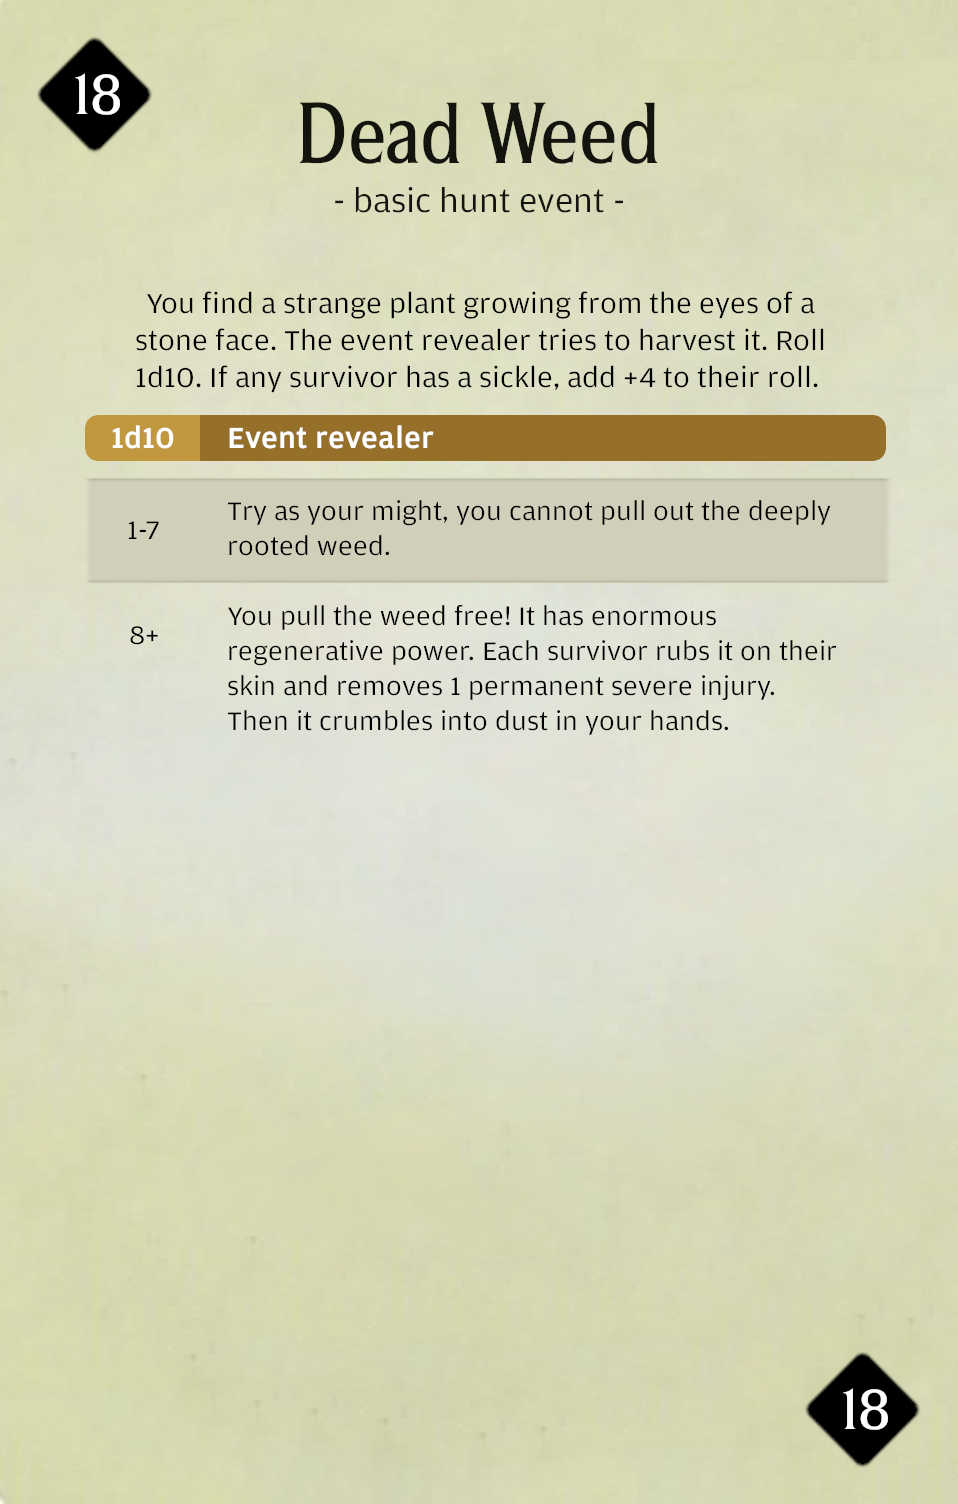 18
Dead Weed
- basic hunt event -
You find a strange plant growing from the eyes of a
stone face. The event revealer tries to harvest it. Roll
1d10. If any survivor has a sickle, add +4 to their roll.
1d10 Event revealer
1-7 Try as your might, you cannot pull out the deeply
rooted weed.
8+ You pull the weed free! It has enormous
regenerative power. Each survivor rubs it on their
skin and removes 1 permanent severe injury.
Then it crumbles into dust in your hands.
18